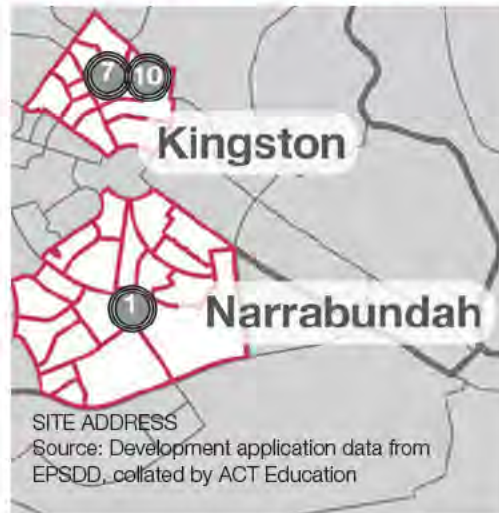 7 10
Kingston
1
Narrabundah
SITE ADDRESS
Source: Development application data from
EPSDD, collated by ACT Education